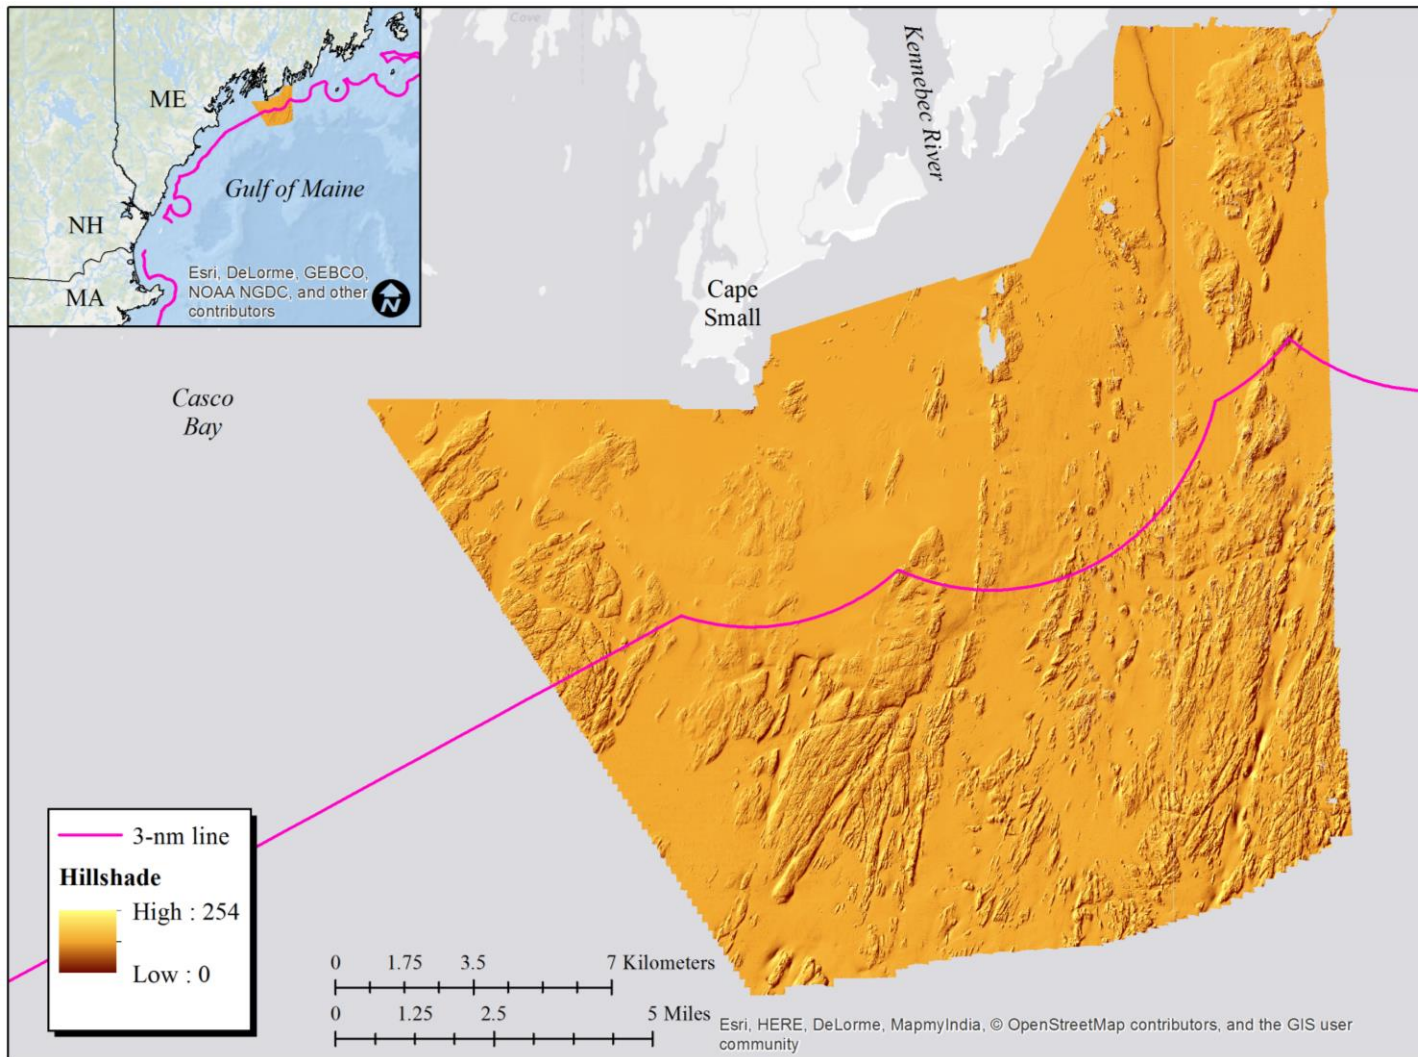 Cove
ME
Gulf of Maine
NH
MA
Esri, DeLorme, GEBCO,
NOAA NGDC, and other
contributors
N
Kennebec River
Cape
Small
Casco
Bay
3-nm line
Hillshade
High : 254
Low : 0
0 1.75 3.5 7 Kilometers
0 1.25 2.5 5 Miles
Esri, HERE, DeLorme, MapmyIndia, © OpenStreetMap contributors, and the GIS user
community